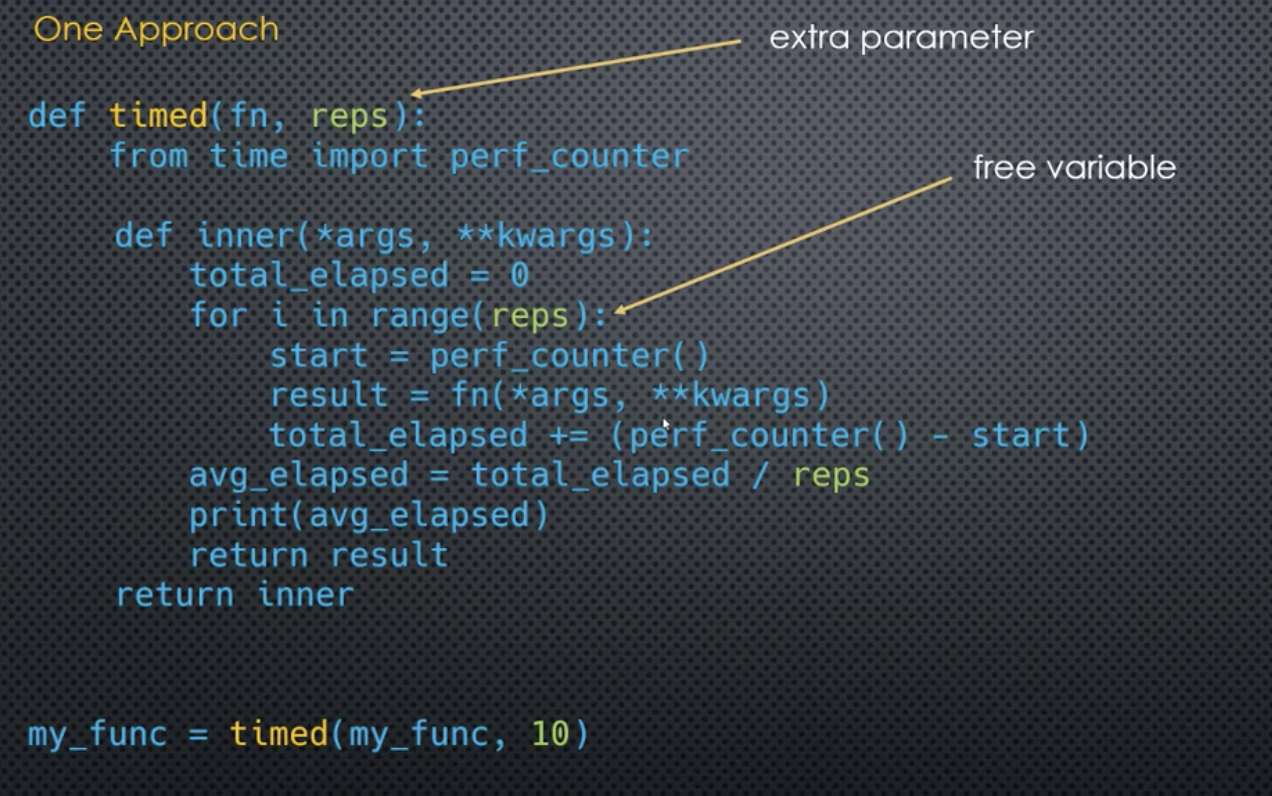 One Approach
extra parameter
def timed(fn, reps):
    from time import perf_counter
free variable
    def inner(*args, **kwargs):
        total_elapsed = 0
        for i in range(reps):
            start = perf_counter()
            result = fn(*args, **kwargs)
            total_elapsed += (perf_counter() - start)
        avg_elapsed = total_elapsed / reps
        print(avg_elapsed)
        return result
    return inner
my_func = timed(my_func, 10)